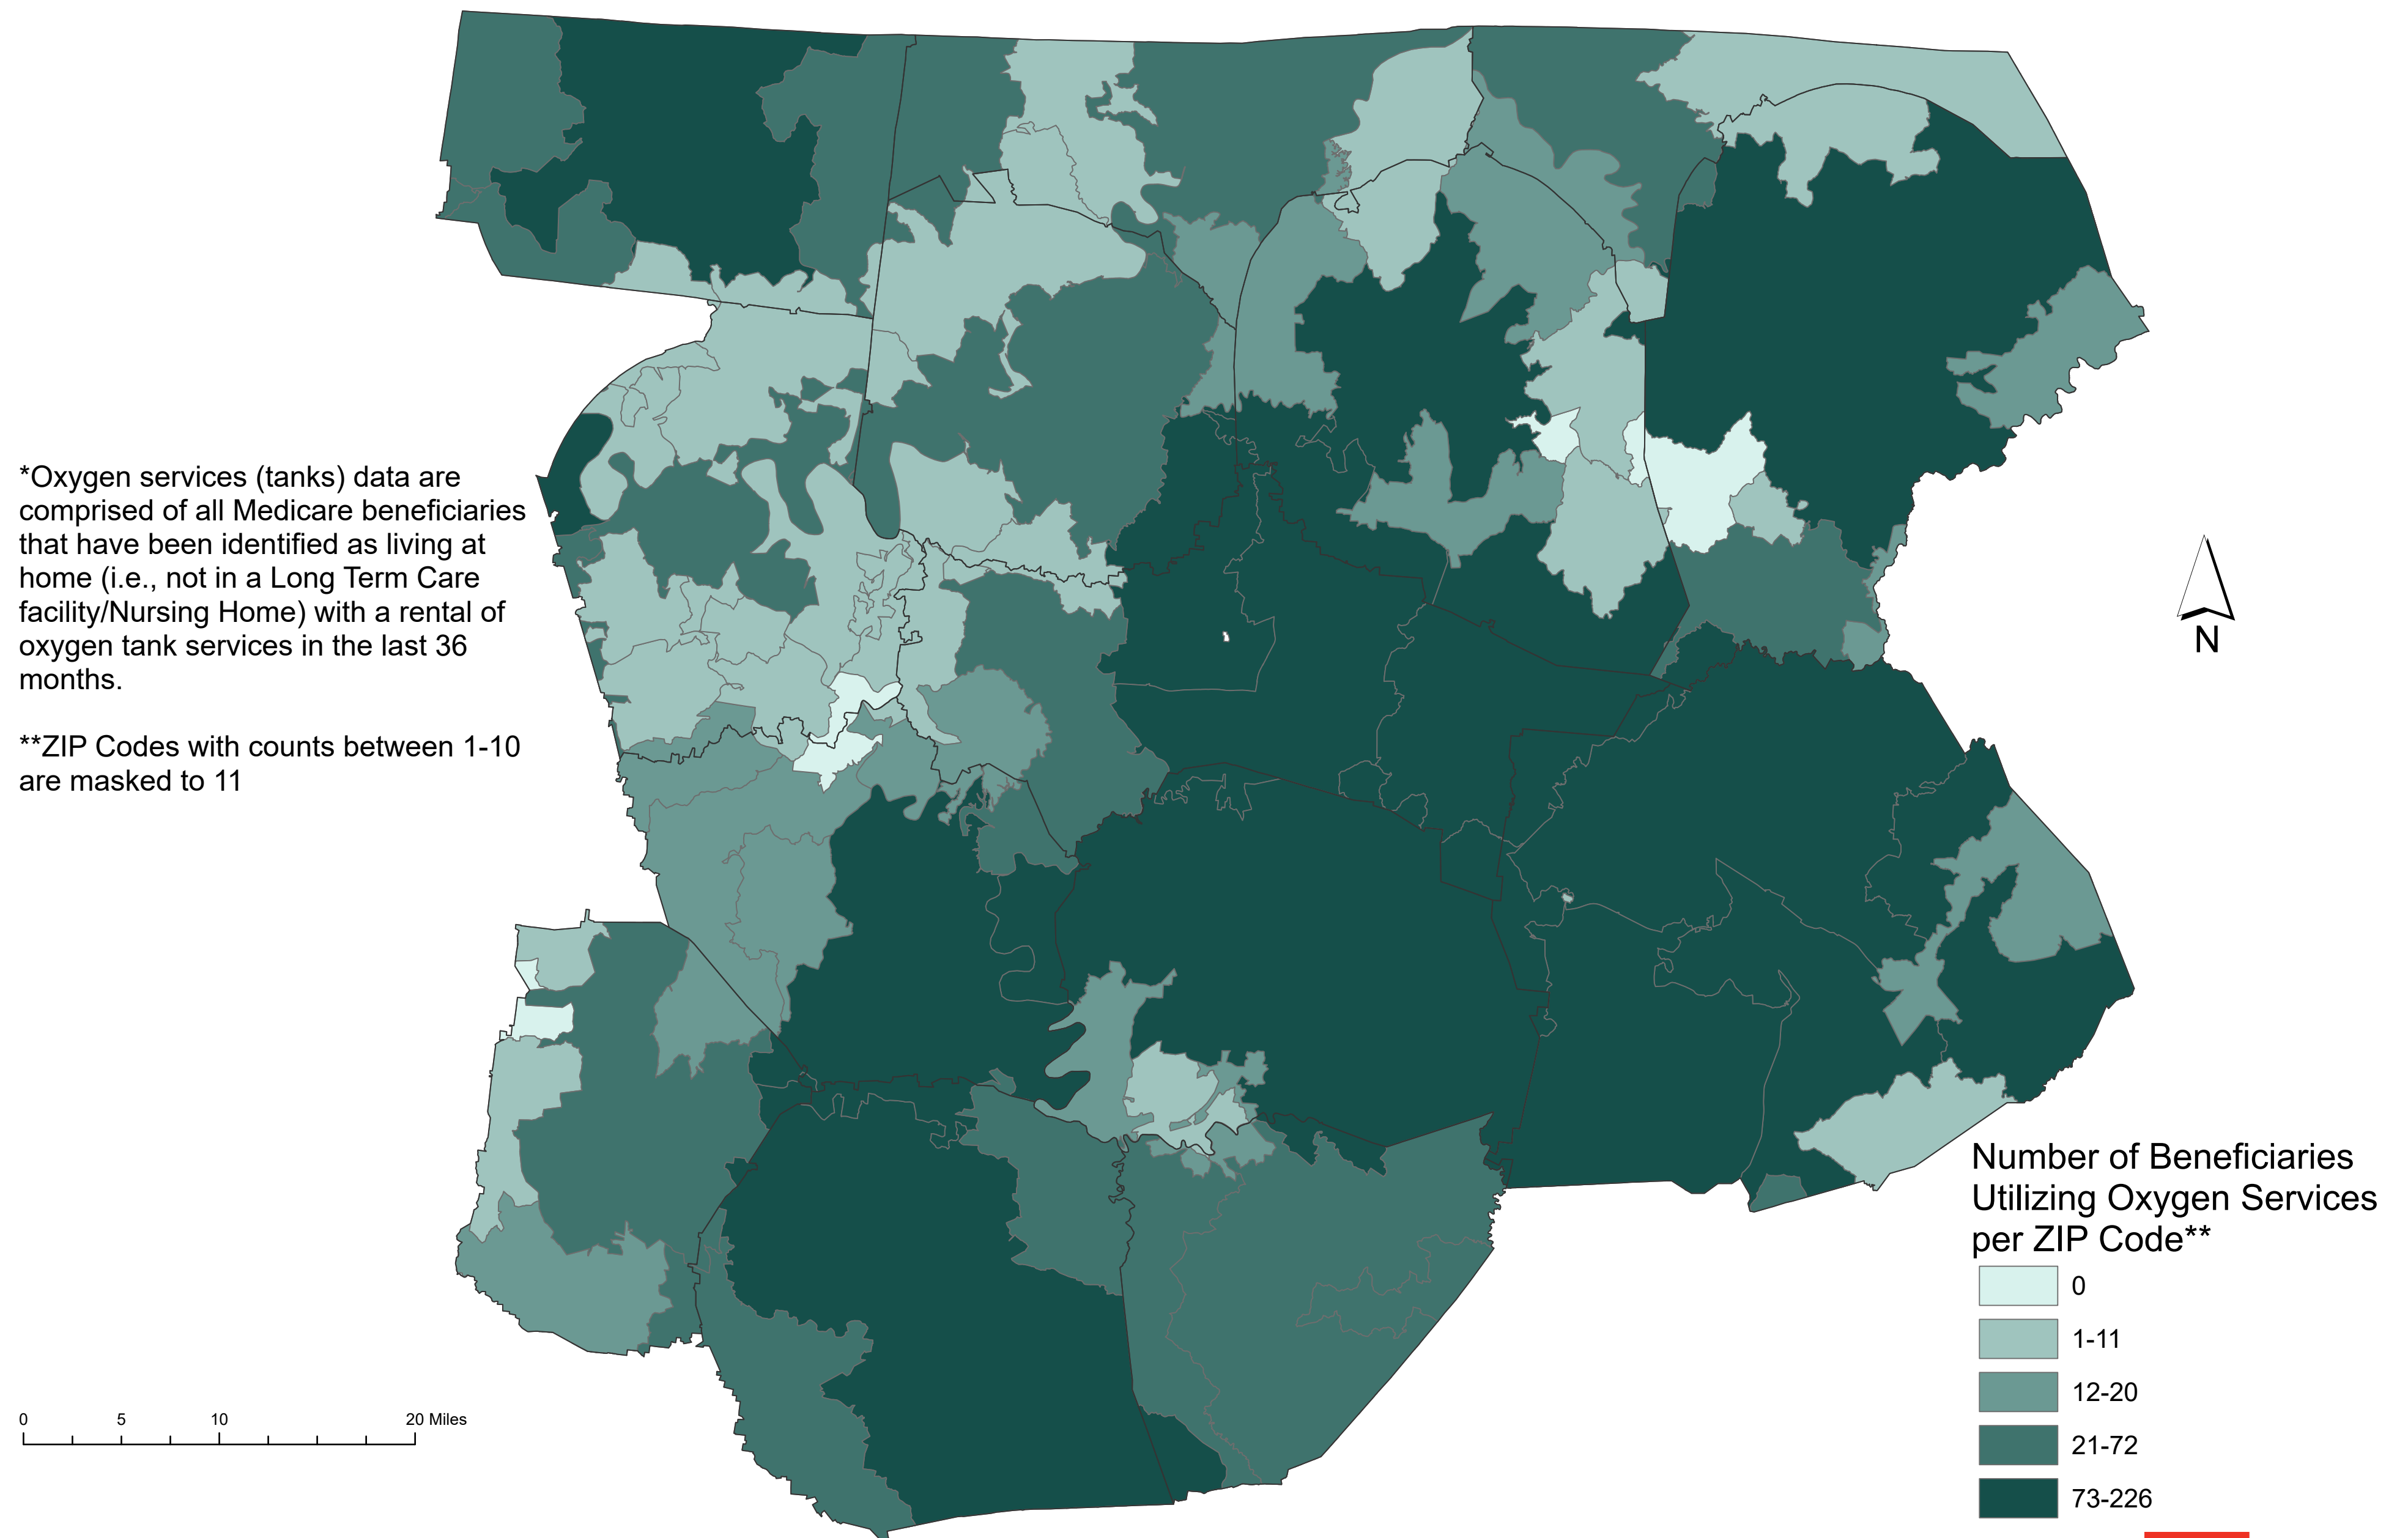 *Oxygen services (tanks) data are
comprised of all Medicare beneficiaries
that have been identified as living at
home (i.e., not in a Long Term Care
facility/Nursing Home) with a rental of
oxygen tank services in the last 36
months.
**ZIP Codes with counts between 1-10
are masked to 11
N
Number of Beneficiaries
Utilizing Oxygen Services
per ZIP Code**
0
1-11
12-20
21-72
73-226
0 5 10 20 Miles